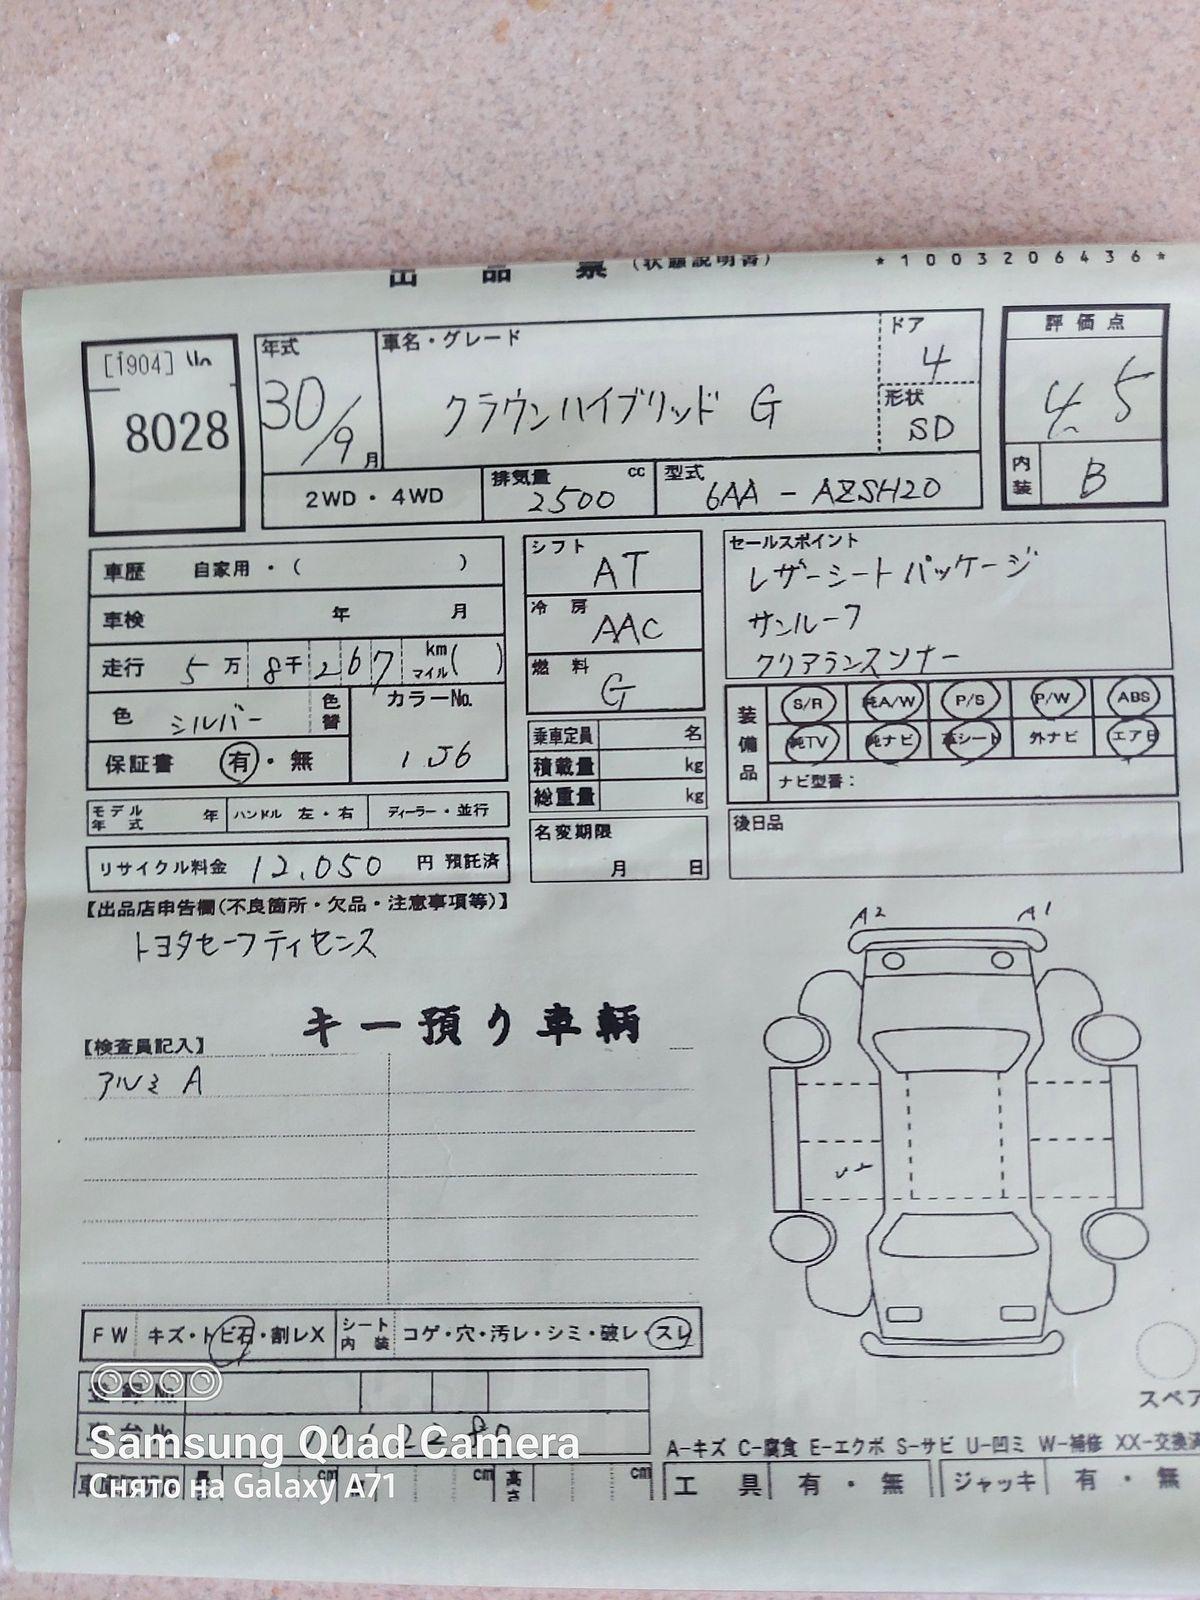 出品票(状態説明書)
*1003206436*
[1904]
8028
年式
30/9月
車名・グレード
クラウンハイブリッド G
ドア
4
形状
SD
評価点
4.5
内装
B
2WD・4WD
排気量 cc
2500
型式
6AA-AZSH20
車歴 自家用・( )
車検 年 月
走行 5万8千267 km マイル( )
色 シルバー 色替
カラーNo.
1J6
保証書 有・無
シフト
AT
冷房
AAC
燃料
G
セールスポイント
レザーシートパッケージ
サンルーフ
クリアランスソナー
装備品
S/R 純A/W P/S P/W ABS
純TV 純ナビ 革シート 外ナビ エアB
ナビ型番:
乗車定員 名
積載量 kg
総重量 kg
モデル年式 年 ハンドル 左・右 ディーラー・並行
名変期限
月 日
後日品
リサイクル料金 12,050 円 預託済
【出品店申告欄(不良箇所・欠品・注意事項等)】
トヨタセーフティセンス
キー預り車輌
【検査員記入】
アルミ A
A2 A1
FW キズ・トビ石・割レX シート内装 コゲ・穴・汚レ・シミ・破レ・スレ
スペア
登録No.
車台No.
A-キズ C-腐食 E-エクボ S-サビ U-凹ミ W-補修 XX-交換済
cm cm 高さ cm
工具 有・無 ジャッキ 有・無
Samsung Quad Camera
Снято на Galaxy A71